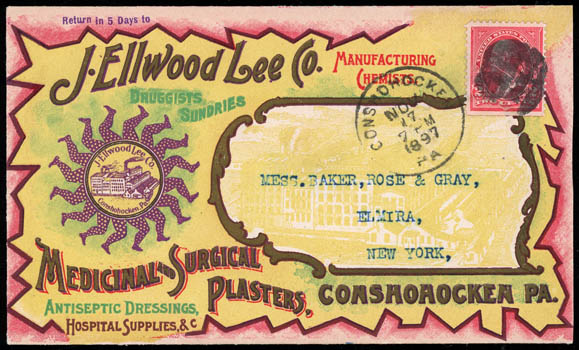 Return in 5 Days to
J. Ellwood Lee Co.
MANUFACTURING
CHEMISTS.
DRUGGISTS
SUNDRIES
CONSHOHOCKEN
NOV
17
7 PM
1897
PA
J. Ellwood Lee Co.
Conshohocken, Pa.
MESS. BAKER, ROSE & GRAY,
ELMIRA,
NEW YORK,
MEDICINAL AND SURGICAL
PLASTERS,
CONSHOHOCKEN PA.
ANTISEPTIC DRESSINGS,
HOSPITAL SUPPLIES, & C